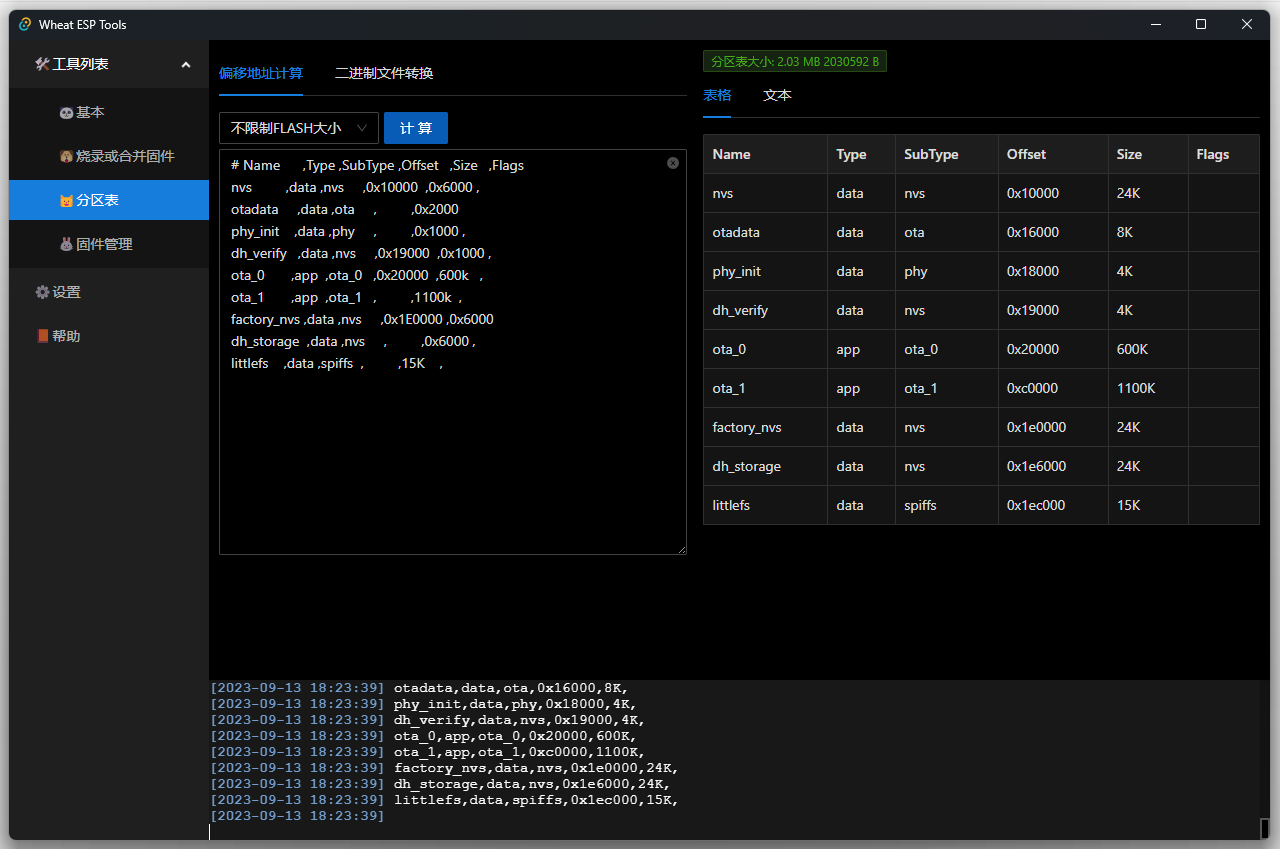 Wheat ESP Tools
🛠工具列表
🐼基本
🐶烧录或合并固件
🐱分区表
🐰固件管理
⚙设置
📕帮助
偏移地址计算 二进制文件转换
不限制FLASH大小 计 算
# Name ,Type ,SubType ,Offset ,Size ,Flags
nvs ,data ,nvs ,0x10000 ,0x6000 ,
otadata ,data ,ota , ,0x2000
phy_init ,data ,phy , ,0x1000 ,
dh_verify ,data ,nvs ,0x19000 ,0x1000 ,
ota_0 ,app ,ota_0 ,0x20000 ,600k ,
ota_1 ,app ,ota_1 , ,1100k ,
factory_nvs ,data ,nvs ,0x1E0000 ,0x6000
dh_storage ,data ,nvs , ,0x6000 ,
littlefs ,data ,spiffs , ,15K ,
分区表大小: 2.03 MB 2030592 B
表格 文本
Name Type SubType Offset Size Flags
nvs data nvs 0x10000 24K
otadata data ota 0x16000 8K
phy_init data phy 0x18000 4K
dh_verify data nvs 0x19000 4K
ota_0 app ota_0 0x20000 600K
ota_1 app ota_1 0xc0000 1100K
factory_nvs data nvs 0x1e0000 24K
dh_storage data nvs 0x1e6000 24K
littlefs data spiffs 0x1ec000 15K
[2023-09-13 18:23:39] otadata,data,ota,0x16000,8K,
[2023-09-13 18:23:39] phy_init,data,phy,0x18000,4K,
[2023-09-13 18:23:39] dh_verify,data,nvs,0x19000,4K,
[2023-09-13 18:23:39] ota_0,app,ota_0,0x20000,600K,
[2023-09-13 18:23:39] ota_1,app,ota_1,0xc0000,1100K,
[2023-09-13 18:23:39] factory_nvs,data,nvs,0x1e0000,24K,
[2023-09-13 18:23:39] dh_storage,data,nvs,0x1e6000,24K,
[2023-09-13 18:23:39] littlefs,data,spiffs,0x1ec000,15K,
[2023-09-13 18:23:39]